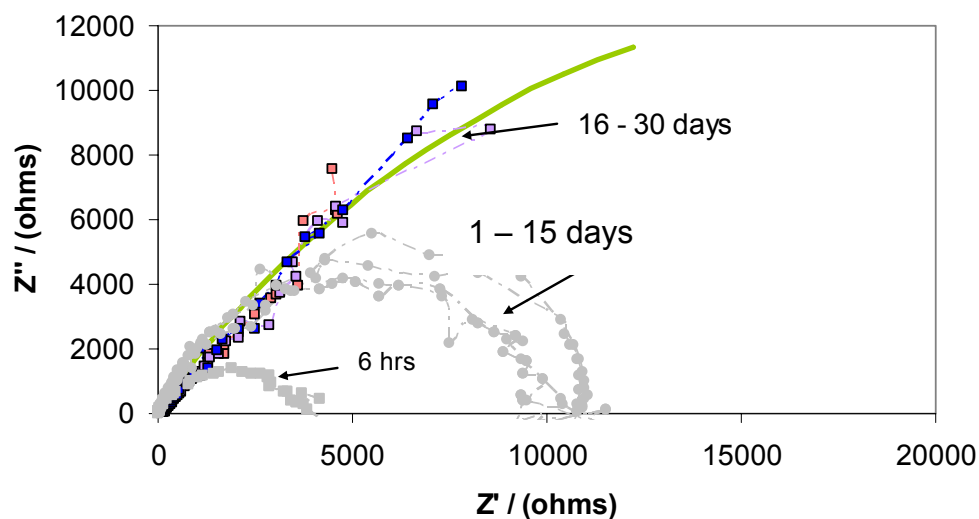 12000
10000
8000
6000
4000
2000
0
Z'' / (ohms)
16 - 30 days
1 – 15 days
6 hrs
0 5000 10000 15000 20000
Z' / (ohms)